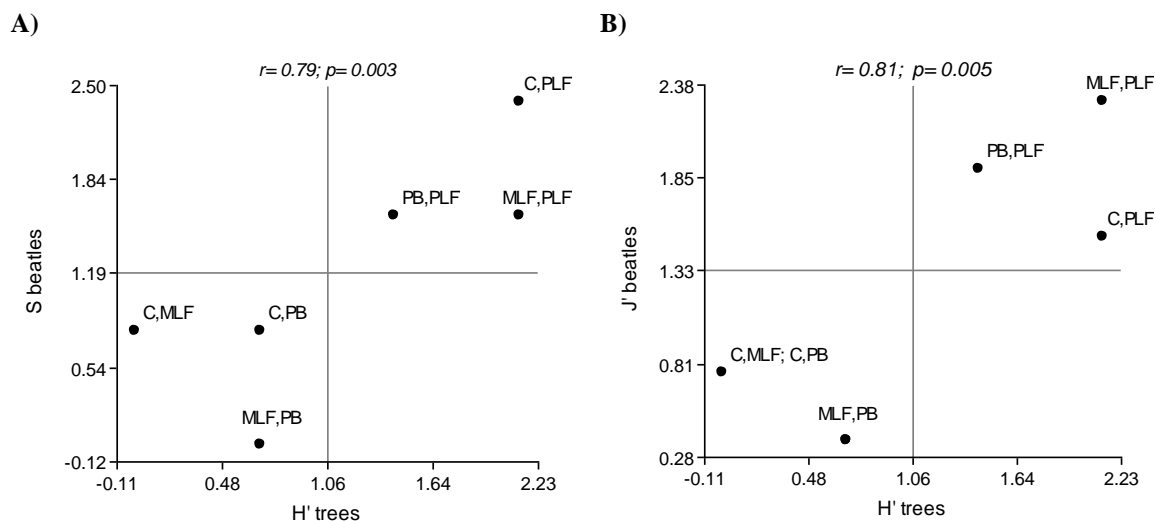 A)
r= 0.79; p= 0.003
2.50
1.84
1.19
0.54
-0.12
S beatles
C,PLF
PB,PLF
MLF,PLF
C,MLF
C,PB
MLF,PB
-0.11
0.48
1.06
1.64
2.23
H' trees
B)
r= 0.81; p= 0.005
2.38
1.85
1.33
0.81
0.28
J' beatles
MLF,PLF
PB,PLF
C,PLF
C,MLF; C,PB
MLF,PB
-0.11
0.48
1.06
1.64
2.23
H' trees